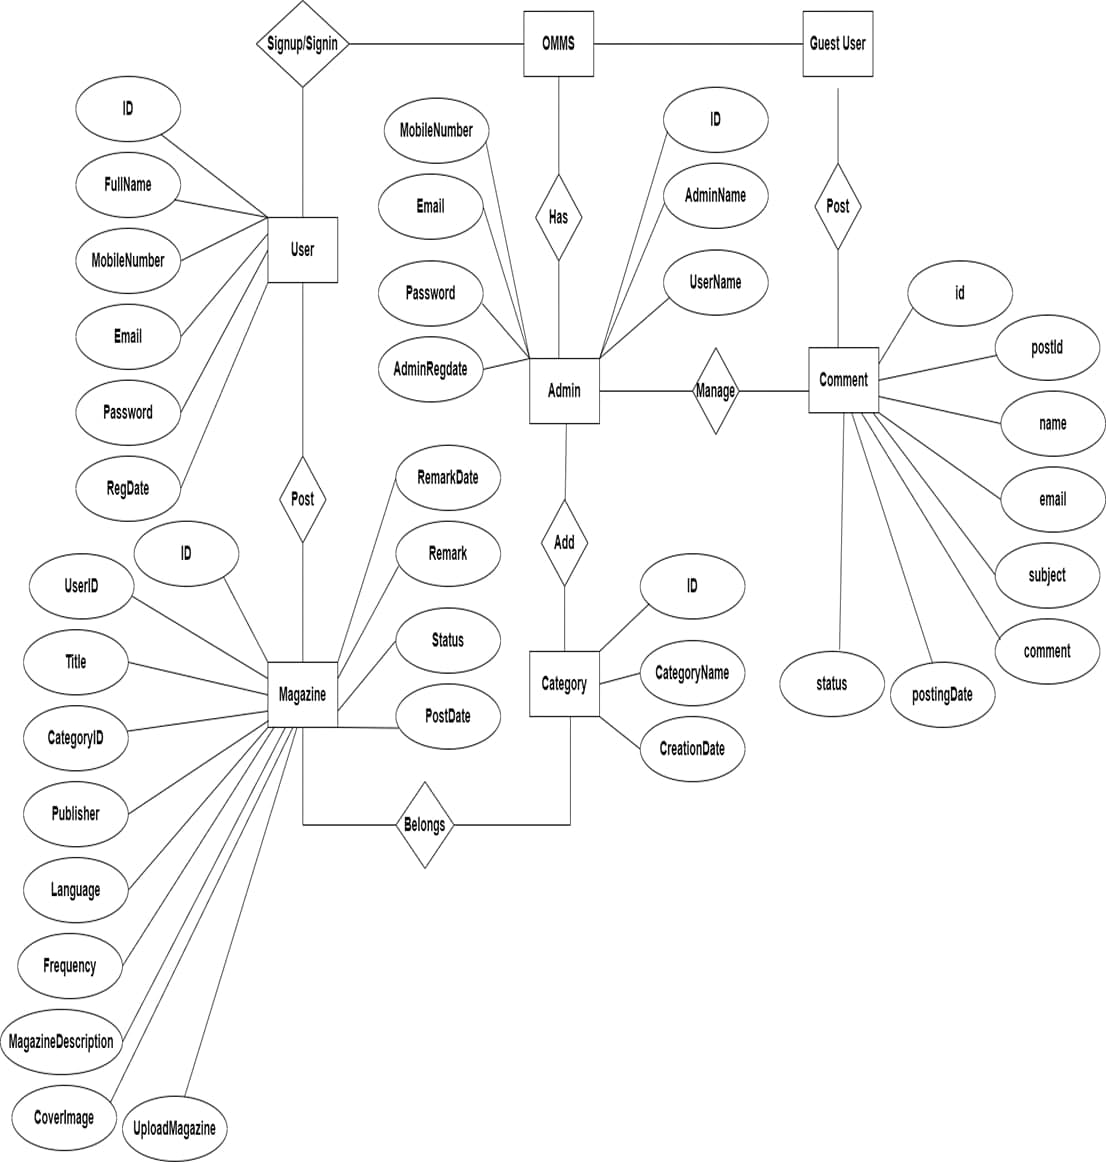 Signup/Signin
OMMS
Guest User
ID
FullName
MobileNumber
Email
Password
RegDate
User
MobileNumber
Email
Password
AdminRegdate
Has
ID
AdminName
UserName
Post
Admin
Manage
Comment
id
postId
name
email
subject
comment
postingDate
status
Post
Add
ID
UserID
Title
CategoryID
Publisher
Language
Frequency
MagazineDescription
CoverImage
UploadMagazine
Magazine
RemarkDate
Remark
Status
PostDate
Category
ID
CategoryName
CreationDate
Belongs